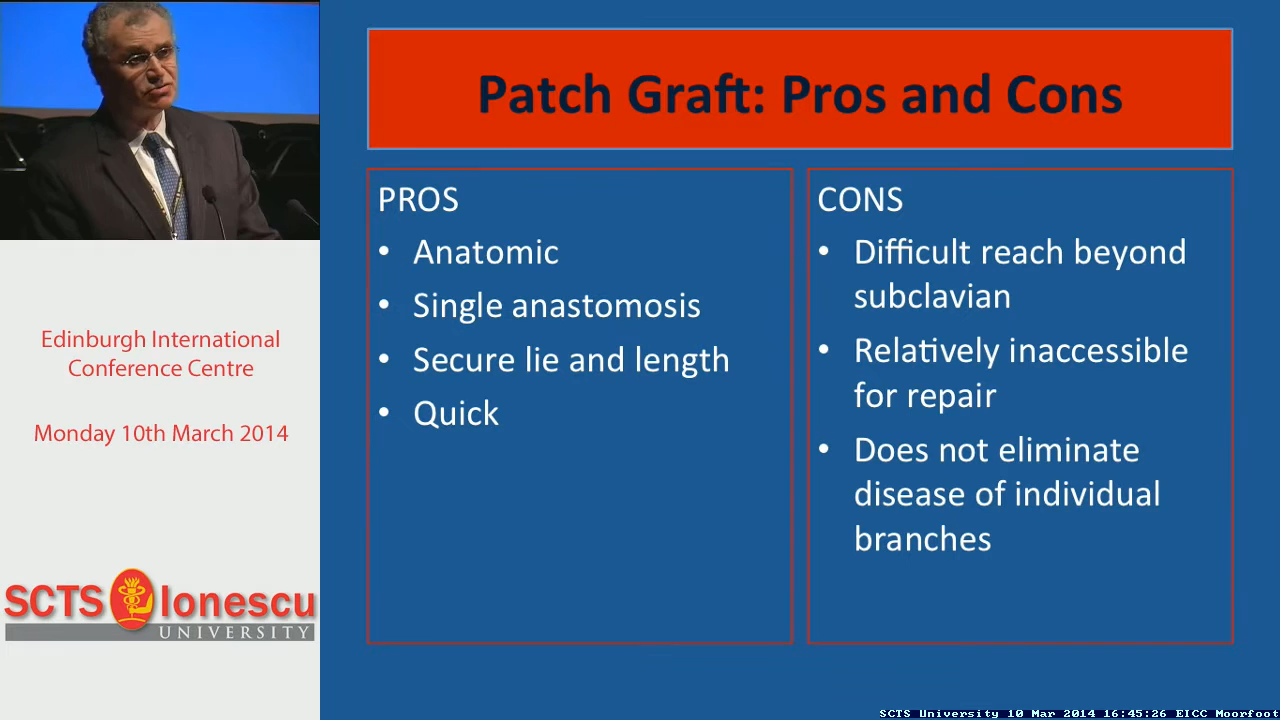 Patch Graft: Pros and Cons
PROS
• Anatomic
• Single anastomosis
• Secure lie and length
• Quick
CONS
• Difficult reach beyond
subclavian
• Relatively inaccessible
for repair
• Does not eliminate
disease of individual
branches
Edinburgh International
Conference Centre
Monday 10th March 2014
SCTS Ionescu
UNIVERSITY
SCTS University 10 Mar 2014 16:45:26 EICC Moorfoot